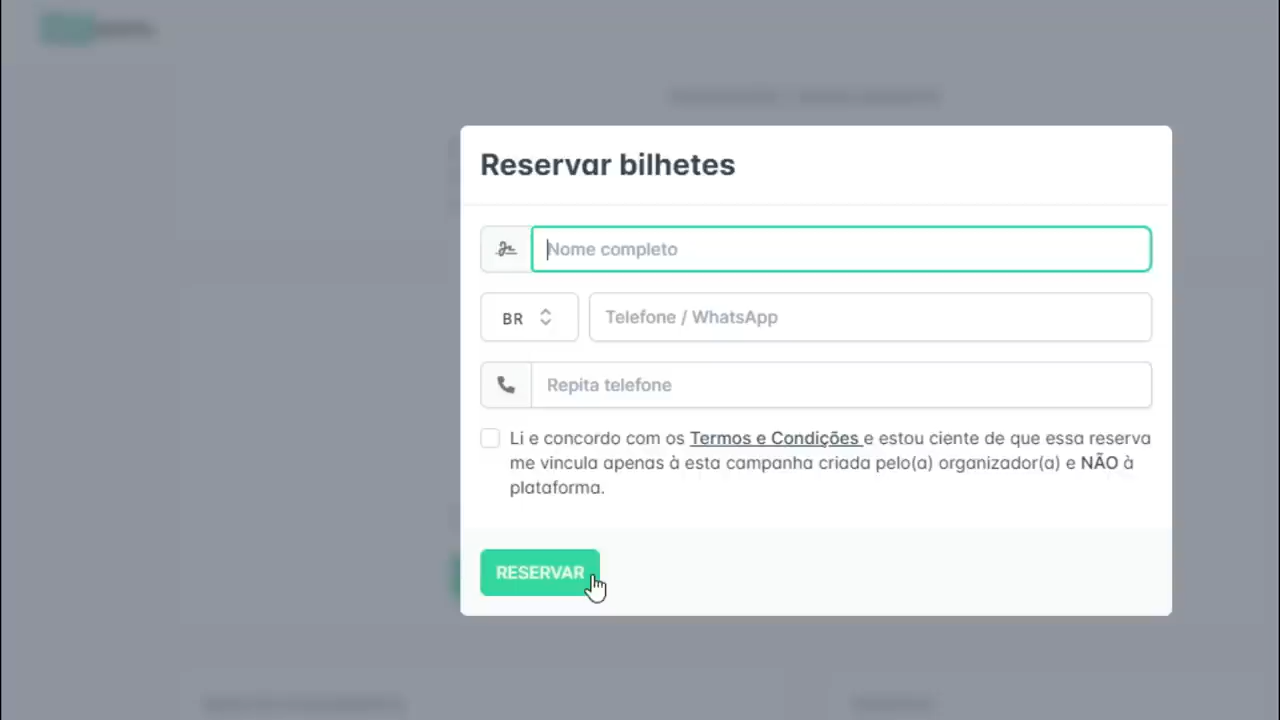 Reservar bilhetes
Nome completo
BR
Telefone / WhatsApp
Repita telefone
Li e concordo com os Termos e Condições e estou ciente de que essa reserva
me vincula apenas à esta campanha criada pelo(a) organizador(a) e NÃO à
plataforma.
RESERVAR